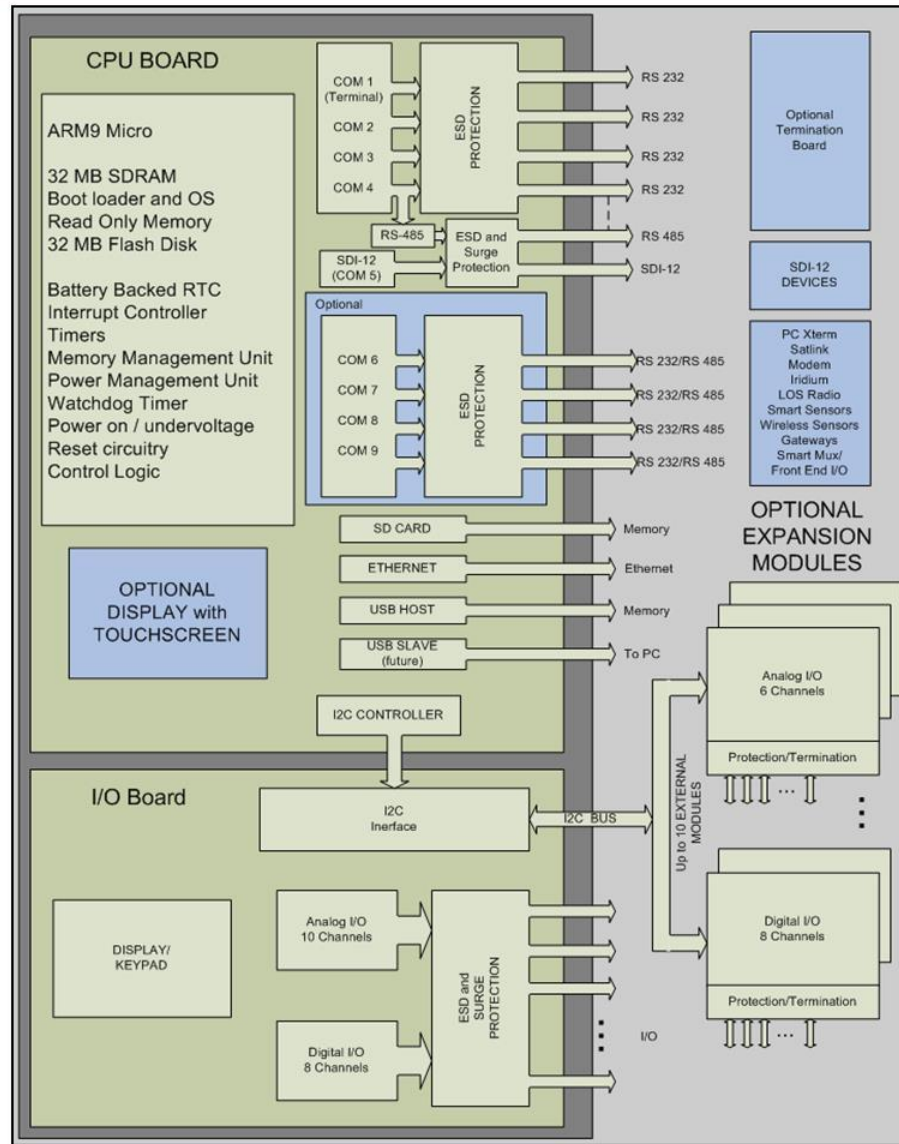 CPU BOARD
ARM9 Micro
32 MB SDRAM
Boot loader and OS
Read Only Memory
32 MB Flash Disk
Battery Backed RTC
Interrupt Controller
Timers
Memory Management Unit
Power Management Unit
Watchdog Timer
Power on / undervoltage
Reset circuitry
Control Logic
OPTIONAL
DISPLAY with
TOUCHSCREEN
COM 1
(Terminal)
COM 2
COM 3
COM 4
ESD
PROTECTION
RS 232
RS 232
RS 232
RS 232
RS-485
SDI-12
(COM 5)
ESD and
Surge
Protection
RS 485
SDI-12
Optional
COM 6
COM 7
COM 8
COM 9
ESD
PROTECTION
RS 232/RS 485
RS 232/RS 485
RS 232/RS 485
RS 232/RS 485
SD CARD
Memory
ETHERNET
Ethernet
USB HOST
Memory
USB SLAVE
(future)
To PC
I2C CONTROLLER
Optional
Termination
Board
SDI-12
DEVICES
PC Xterm
Satlink
Modem
Iridium
LOS Radio
Smart Sensors
Wireless Sensors
Gateways
Smart Mux/
Front End I/O
OPTIONAL
EXPANSION
MODULES
Analog I/O
6 Channels
Protection/Termination
...
Up to 10 EXTERNAL
MODULES
Digital I/O
8 Channels
Protection/Termination
...
I/O Board
I2C
Inerface
I2C BUS
DISPLAY/
KEYPAD
Analog I/O
10 Channels
Digital I/O
8 Channels
ESD and
SURGE
PROTECTION
I/O